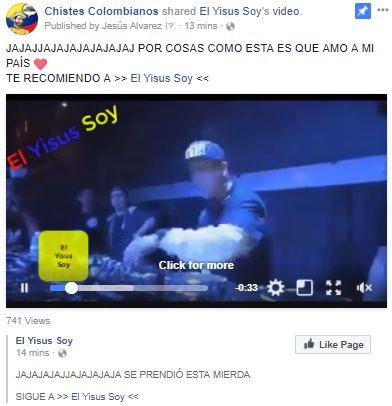 Chistes Colombianos shared El Yisus Soy's video.
Published by Jesús Alvarez [?] · 13 mins ·
JAJAJJAJAJAJAJAJAJAJ POR COSAS COMO ESTA ES QUE AMO A MI
PAÍS ❤
TE RECOMIENDO A >> El Yisus Soy <<
El Yisus Soy
El
Yisus
Soy
Click for more
-0:33
741 Views
El Yisus Soy
14 mins ·
Like Page
JAJAJAJAJJAJAJAJAJA SE PRENDIÓ ESTA MIERDA
SIGUE A >> El Yisus Soy <<